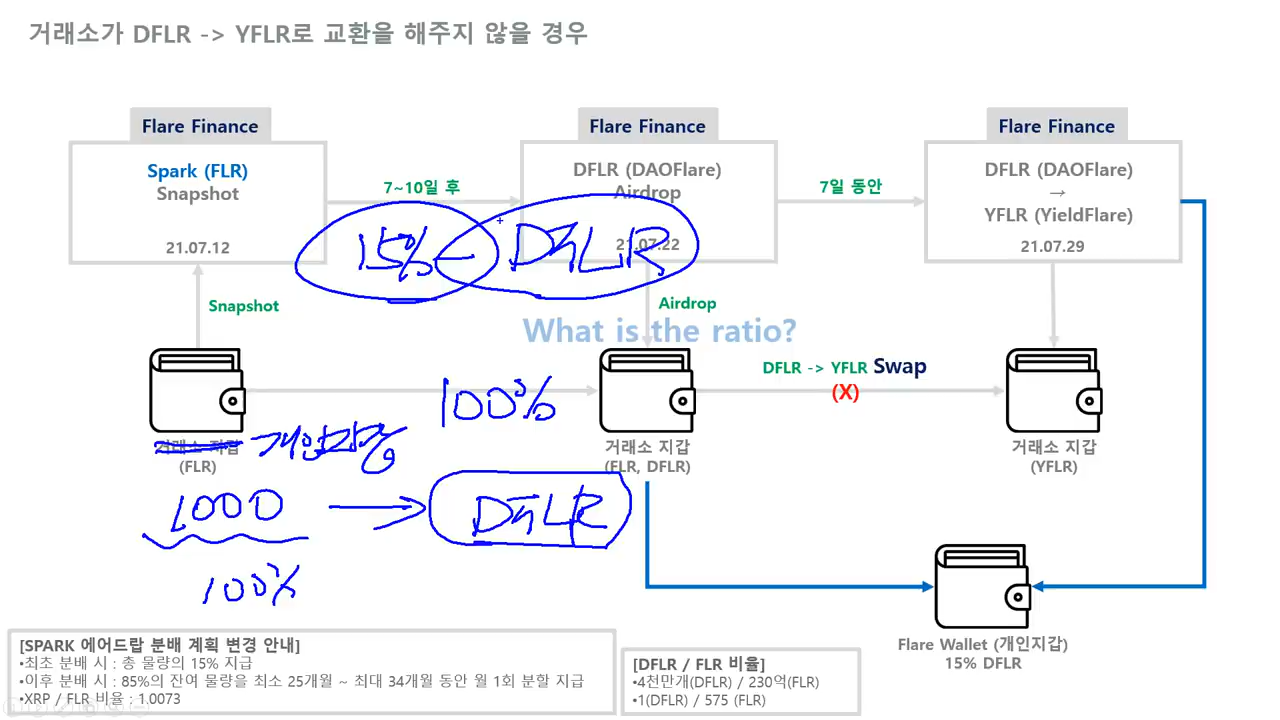 거래소가 DFLR -> YFLR로 교환을 해주지 않을 경우
Flare Finance
Spark (FLR)
Snapshot
21.07.12
7~10일 후
Flare Finance
DFLR (DAOFlare)
Airdrop
21.07.22
7일 동안
Flare Finance
DFLR (DAOFlare)
→
YFLR (YieldFlare)
21.07.29
15%
DFLR
Snapshot
Airdrop
What is the ratio?
DFLR -> YFLR Swap
(X)
100%
거래소 지갑
(FLR)
거래소 지갑
(FLR, DFLR)
거래소 지갑
(YFLR)
1000
DFLR
100%
Flare Wallet (개인지갑)
15% DFLR
[SPARK 에어드랍 분배 계획 변경 안내]
•최초 분배 시 : 총 물량의 15% 지급
•이후 분배 시 : 85%의 잔여 물량을 최소 25개월 ~ 최대 34개월 동안 월 1회 분할 지급
•XRP / FLR 비율 : 1.0073
[DFLR / FLR 비율]
•4천만개(DFLR) / 230억(FLR)
•1(DFLR) / 575 (FLR)